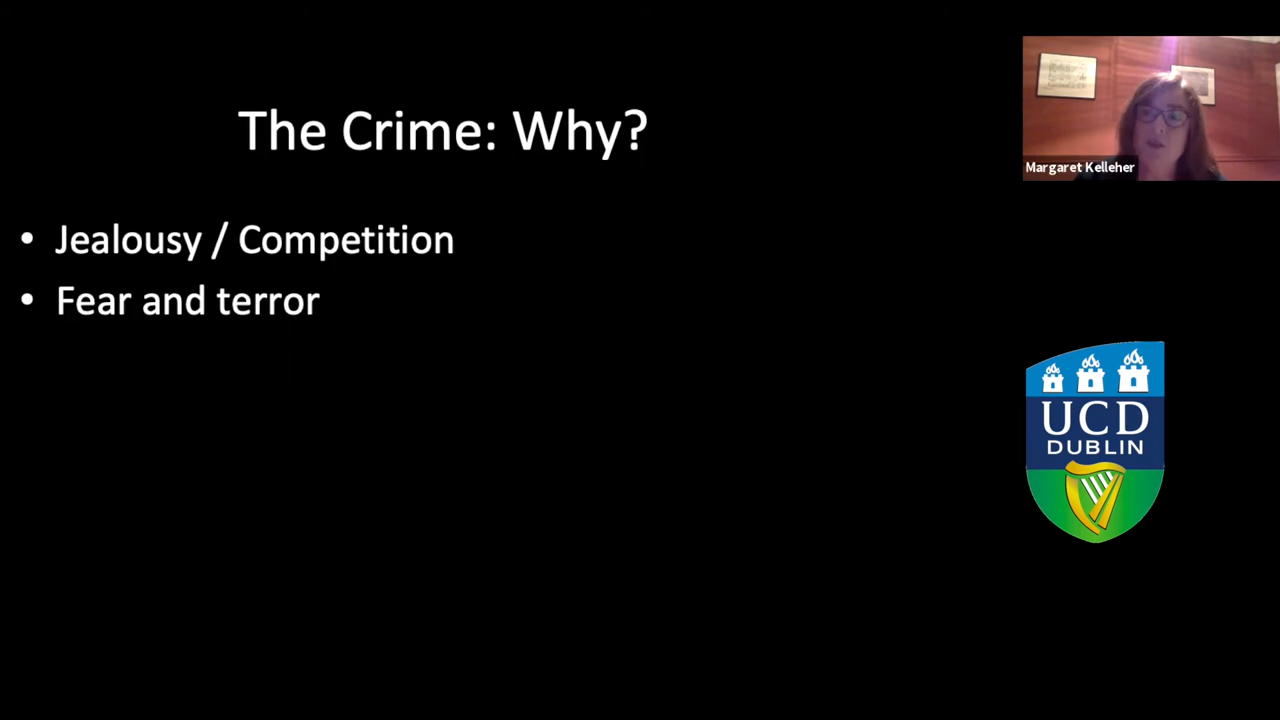 The Crime: Why?
Margaret Kelleher
• Jealousy / Competition
• Fear and terror
UCD
DUBLIN